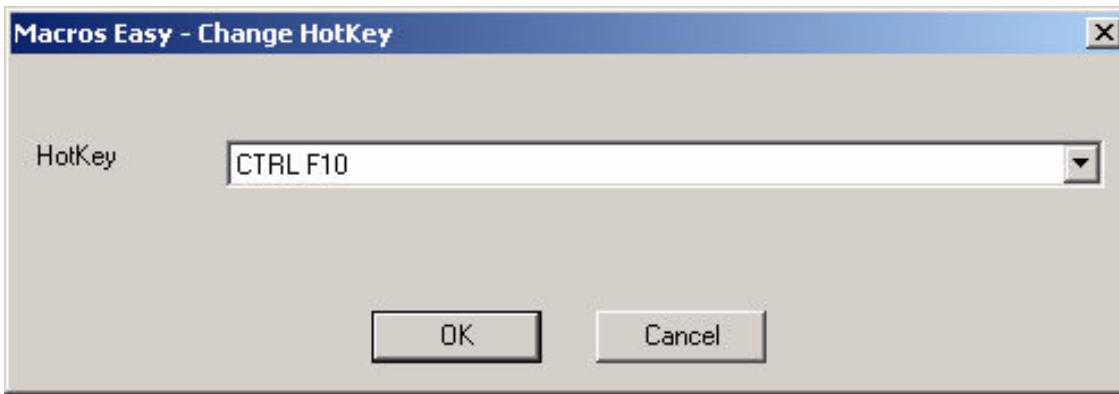 Macros Easy - Change HotKey
HotKey
CTRL F10
OK
Cancel